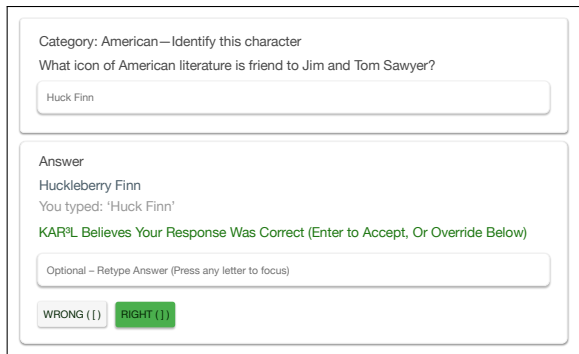 Category: American—Identify this character
What icon of American literature is friend to Jim and Tom Sawyer?
Huck Finn
Answer
Huckleberry Finn
You typed: ‘Huck Finn’
KAR³L Believes Your Response Was Correct (Enter to Accept, Or Override Below)
Optional – Retype Answer (Press any letter to focus)
WRONG ( [ ) RIGHT ( ] )